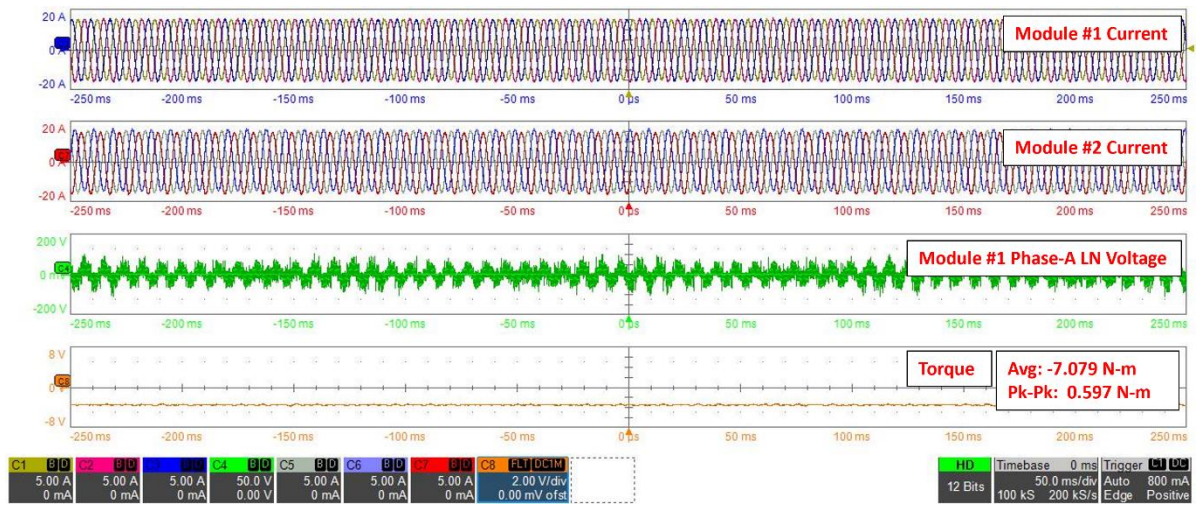 20 A
0 A
-20 A
Module #1 Current
-250 ms -200 ms -150 ms -100 ms -50 ms 0 ps 50 ms 100 ms 150 ms 200 ms 250 ms
20 A
0 A
-20 A
Module #2 Current
-250 ms -200 ms -150 ms -100 ms -50 ms 0 ps 50 ms 100 ms 150 ms 200 ms 250 ms
200 V
0 m
-200 V
C4
Module #1 Phase-A LN Voltage
-250 ms -200 ms -150 ms -100 ms -50 ms 0 ps 50 ms 100 ms 150 ms 200 ms 250 ms
8 V
C8
0
-8 V
Torque
Avg: -7.079 N-m
Pk-Pk: 0.597 N-m
-250 ms -200 ms -150 ms -100 ms -50 ms 0 ps 50 ms 100 ms 150 ms 200 ms 250 ms
C1 B D C2 B D C3 B D C4 B D C5 B D C6 B D C7 B D C8 FLT DC1M
5.00 A 5.00 A 5.00 A 50.0 V 5.00 A 5.00 A 5.00 A 2.00 V/div
0 mA 0 mA 0 mA 0.00 V 0 mA 0 mA 0 mA 0.00 mV ofst
HD Timebase 0 ms Trigger C1 DC
12 Bits 50.0 ms/div Auto 800 mA
100 kS 200 kS/s Edge Positive